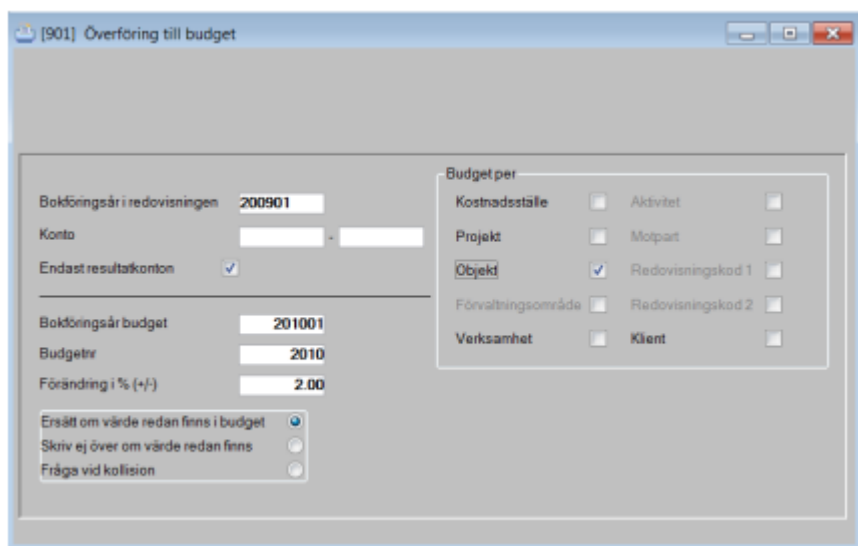 [901] Överföring till budget
Bokföringsår i redovisningen 200901
Konto -
Endast resultatkonton
Bokföringsår budget 201001
Budgetnr 2010
Förändring i % (+/-) 2.00
Ersätt om värde redan finns i budget
Skriv ej över om värde redan finns
Fråga vid kollision
Budget per
Kostnadsställe Aktivitet
Projekt Motpart
Objekt Redovisningskod 1
Förvaltningsområde Redovisningskod 2
Verksamhet Klient